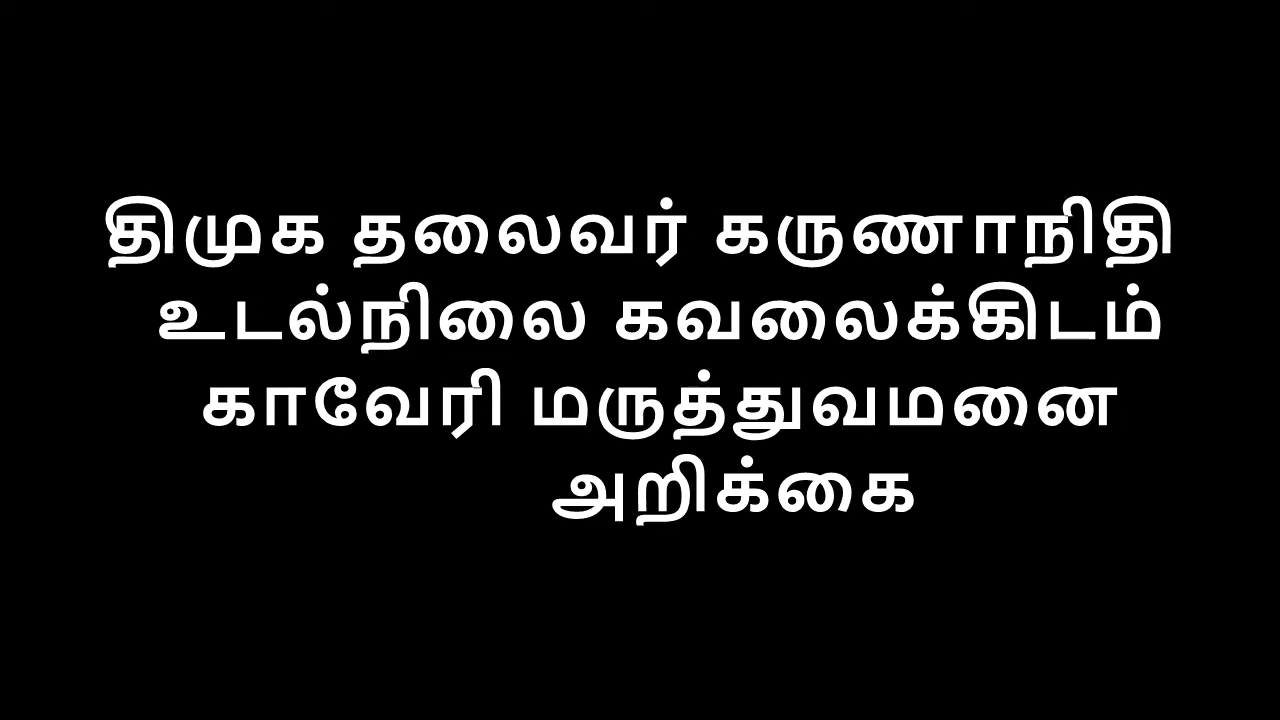 திமுக தலைவர் கருணாநிதி
உடல்நிலை கவலைக்கிடம்
காவேரி மருத்துவமனை
அறிக்கை